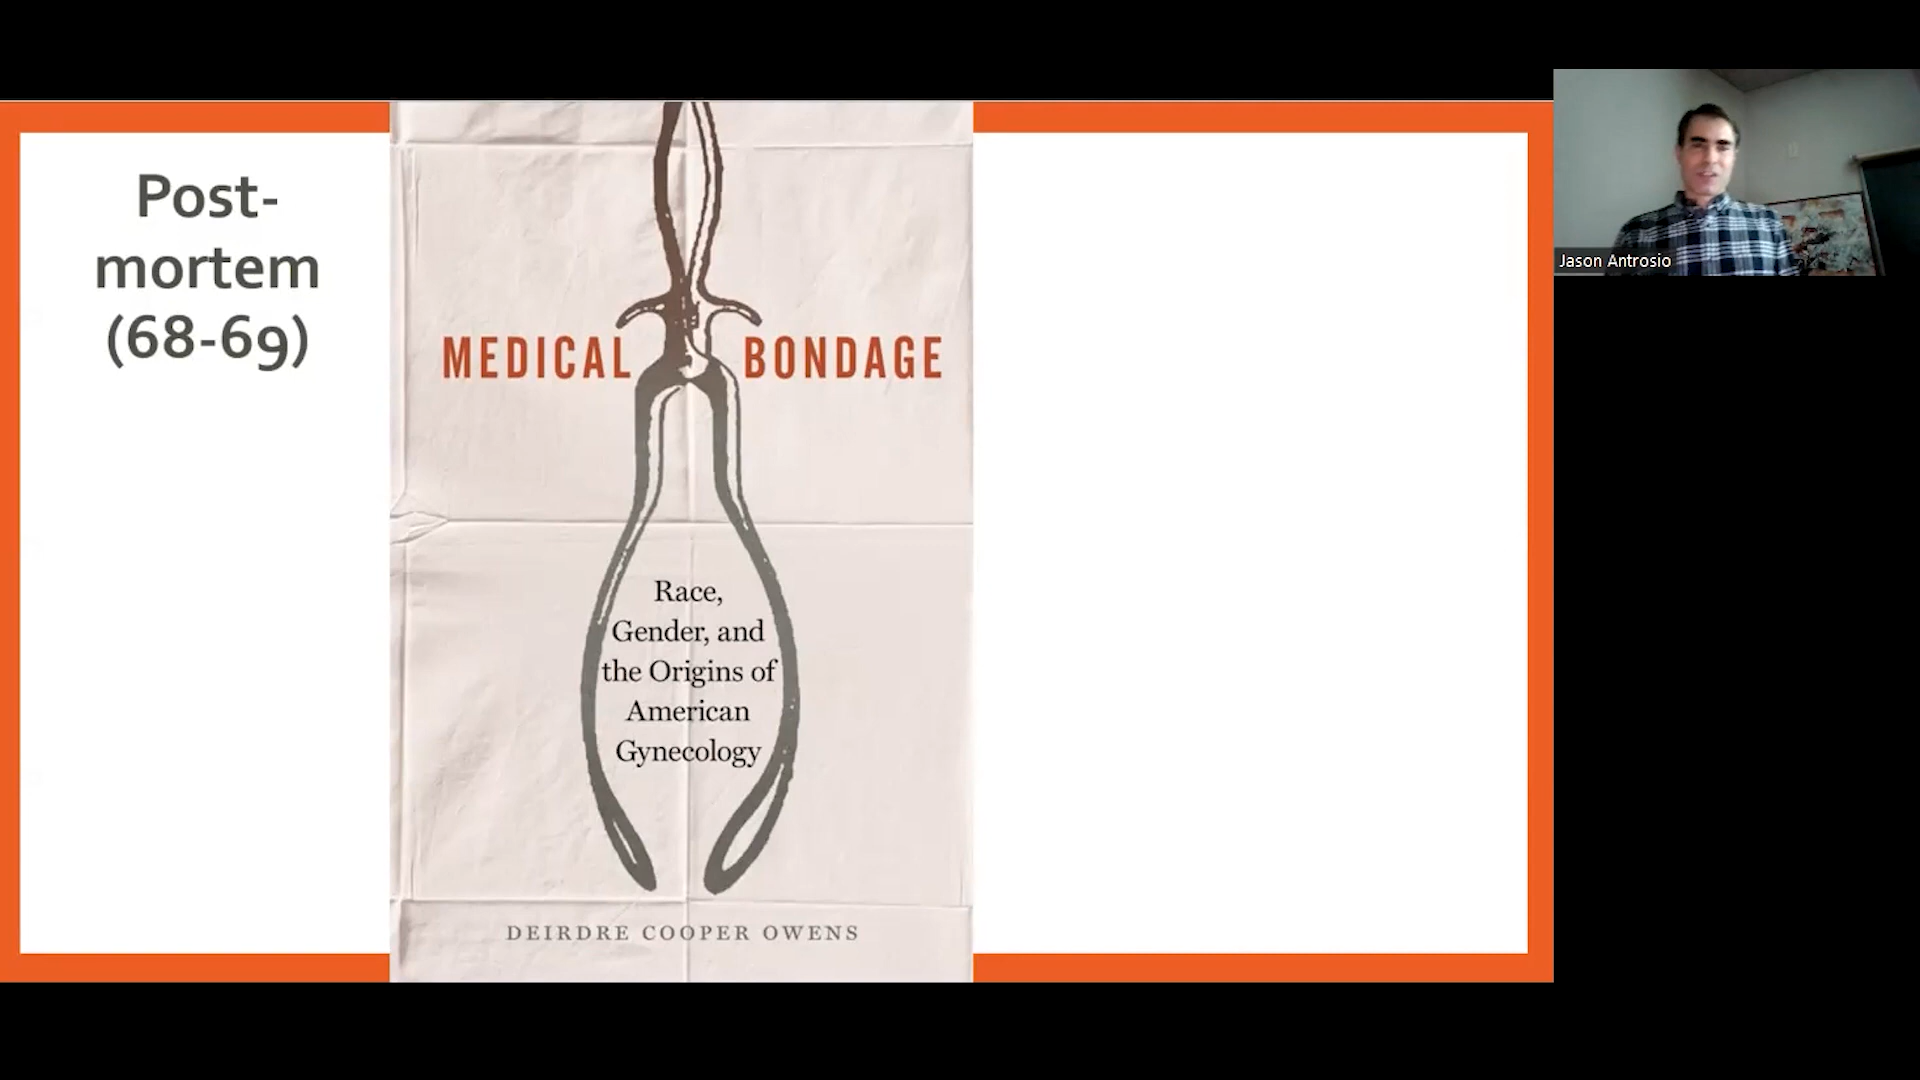 Post-
mortem
(68-69)
MEDICAL BONDAGE
Race,
Gender, and
the Origins of
American
Gynecology
DEIRDRE COOPER OWENS
Jason Antrosio